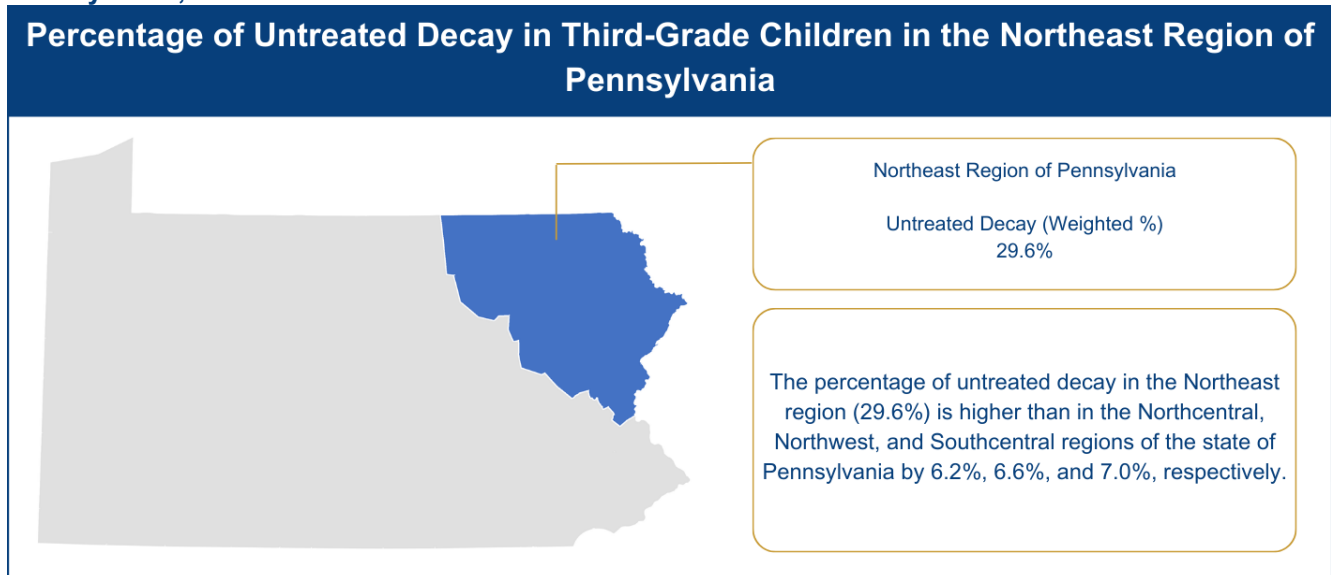 Percentage of Untreated Decay in Third-Grade Children in the Northeast Region of
Pennsylvania
Northeast Region of Pennsylvania
Untreated Decay (Weighted %)
29.6%
The percentage of untreated decay in the Northeast
region (29.6%) is higher than in the Northcentral,
Northwest, and Southcentral regions of the state of
Pennsylvania by 6.2%, 6.6%, and 7.0%, respectively.